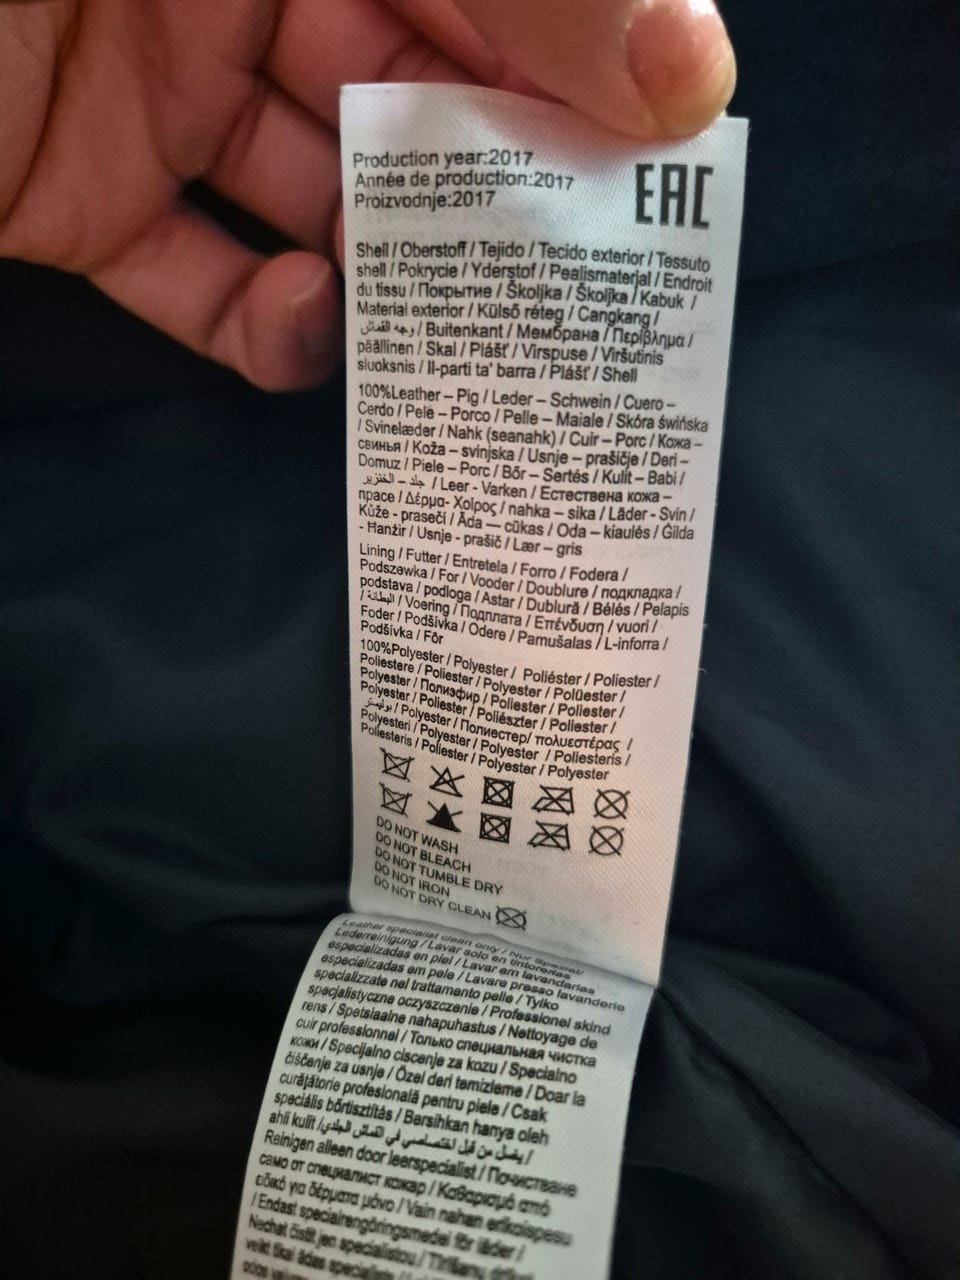 Production year:2017
Année de production:2017
Proizvodnje:2017
EAC
Shell / Oberstoff / Tejido / Tecido exterior / Tessuto
shell / Pokrycie / Yderstof / Pealismaterjal / Endroit
du tissu / Покрытие / Školjka / Školjka / Kabuk /
Material exterior / Külső réteg / Cangkang /
وجه القماش / Buitenkant / Мембрана / Περίβλημα /
päällinen / Skal / Plášť / Virspuse / Viršutinis
sluoksnis / Il-parti ta' barra / Plášť / Shell
100%Leather – Pig / Leder – Schwein / Cuero –
Cerdo / Pele – Porco / Pelle – Maiale / Skóra świńska
/ Svinelæder / Nahk (seanahk) / Cuir – Porc / Кожа –
свинья / Koža – svinjska / Usnje – prašičje / Deri –
Domuz / Piele – Porc / Bőr – Sertés / Kulit – Babi /
جلد – الخنزير / Leer - Varken / Естествена кожа –
прасе / Δέρμα- Χοίρος / nahka – sika / Läder - Svin /
Kůže - prasečí / Āda — cūkas / Oda – kiaulės / Ġilda
- Ħanżir / Usnje - prašič / Lær – gris
Lining / Futter / Entretela / Forro / Fodera /
Podszewka / For / Vooder / Doublure / подкладка /
podstava / podloga / Astar / Dublură / Bélés / Pelapis
/ البطانة / Voering / Подплата / Επένδυση / vuori /
Foder / Podšívka / Odere / Pamušalas / L-inforra /
Podšívka / Fôr
100%Polyester / Polyester / Poliéster / Poliester /
Poliestere / Poliester / Polyester / Polüester /
Polyester / Полиэфир / Poliester / Poliester /
Polyester / Poliester / Poliészter / Poliester /
بوليستر / Polyester / Полиестер/ πολυεστέρας /
Polyesteri / Polyester / Polyester / Poliesteris /
Poliesteris / Poliester / Polyester / Polyester
DO NOT WASH
DO NOT BLEACH
DO NOT TUMBLE DRY
DO NOT IRON
DO NOT DRY CLEAN
Leather specialist clean only / Nur Spezial/
Lederreinigung / Lavar solo en tintorerías
especializadas en piel / Lavar em lavandarias
especializadas em pele / Lavare presso lavanderie
specializzate nel trattamento pelle / Tylko
specjalistyczne oczyszczenie / Professionel skind
rens / Spetsiaalne nahapuhastus / Nettoyage de
cuir professionnel / Только специальная чистка
кожи / Specijalno ciscenje za kozu / Specialno
čiščenje za usnje / Özel deri temizleme / Doar la
curățătorie profesională pentru piele / Csak
speciális bőrtisztítás / Bersihkan hanya oleh
ahli kulit / يغسل من قبل اختصاصي في القماش الجلدي /
Reinigen alleen door leerspecialist / Почистване
само от специалист кожар / Καθαρισμό από
ειδικό για δέρματα μόνο / Vain nahan erikoispesu
/ Endast specialrengöringsmedel för läder /
Nechat čistit jen specialistou / Tīrīšanu drīkst
veikt tikai ādas speciālists /